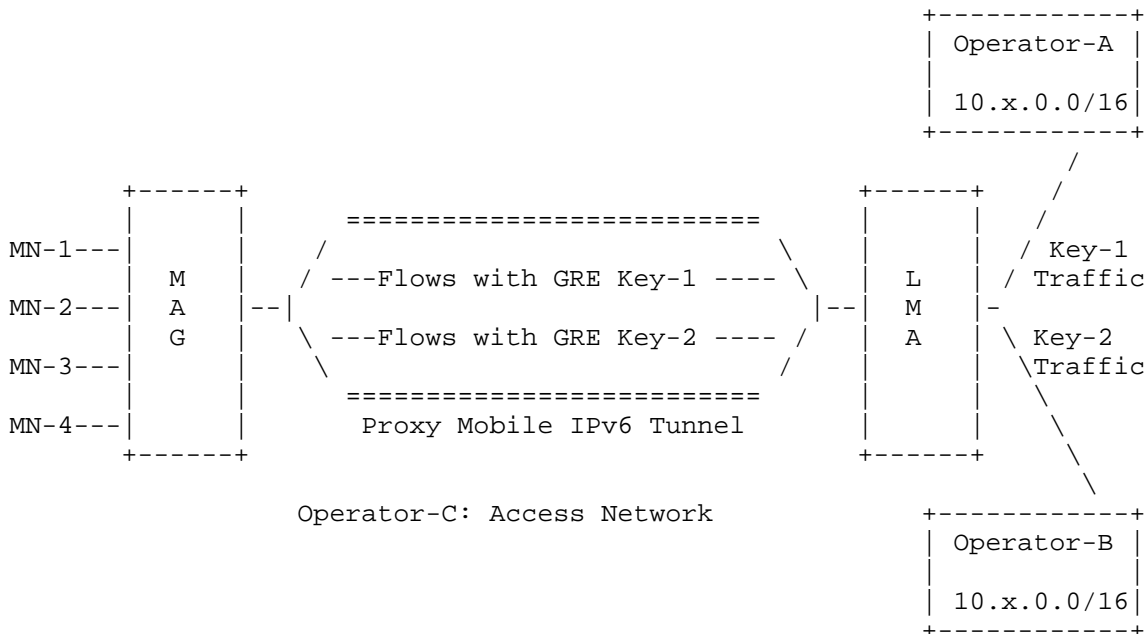 Operator-A
10.x.0.0/16
MN-1
Key-1
M ---Flows with GRE Key-1 ---- L Traffic
MN-2 A M
G ---Flows with GRE Key-2 ---- A Key-2
MN-3 Traffic
MN-4 Proxy Mobile IPv6 Tunnel
Operator-C: Access Network
Operator-B
10.x.0.0/16